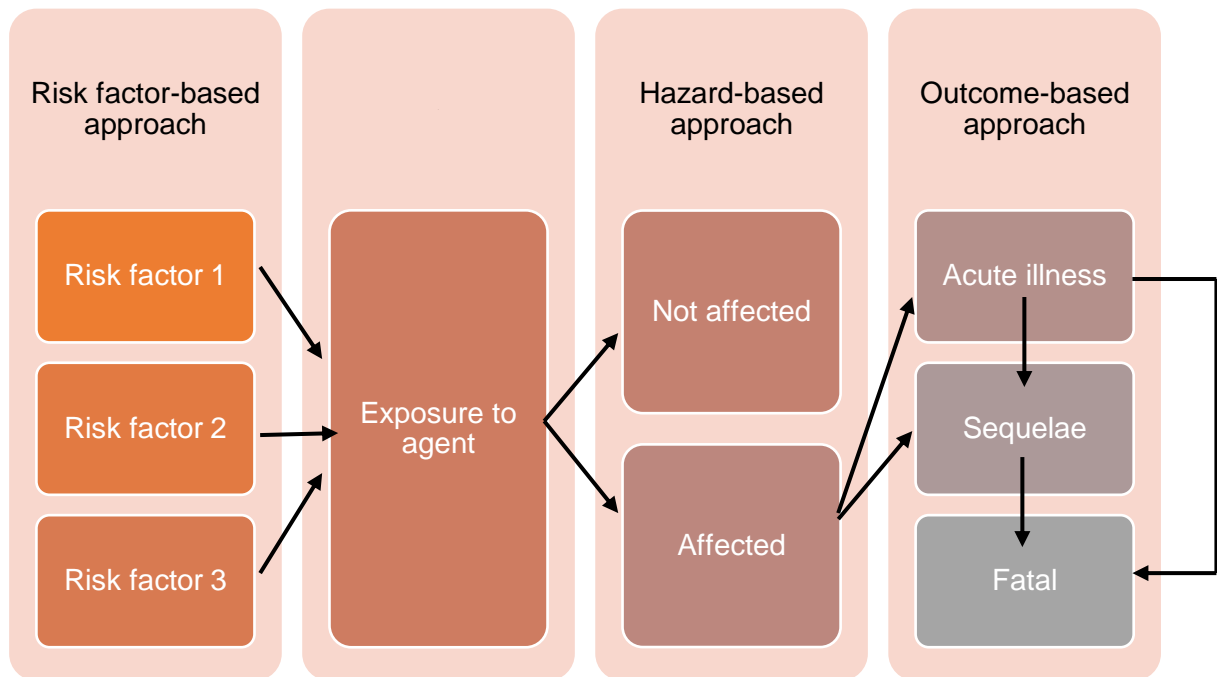 Risk factor-based
approach
Hazard-based
approach
Outcome-based
approach
Risk factor 1
Risk factor 2
Risk factor 3
Exposure to
agent
Not affected
Affected
Acute illness
Sequelae
Fatal